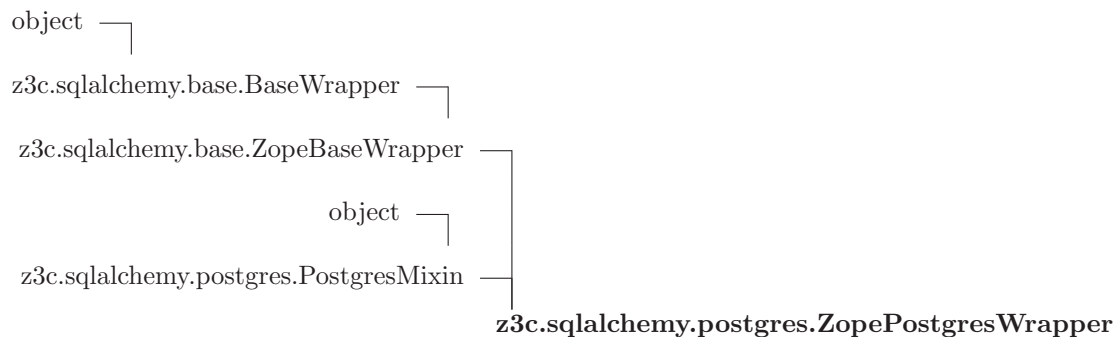 object
z3c.sqlalchemy.base.BaseWrapper
z3c.sqlalchemy.base.ZopeBaseWrapper
object
z3c.sqlalchemy.postgres.PostgresMixin
z3c.sqlalchemy.postgres.ZopePostgresWrapper